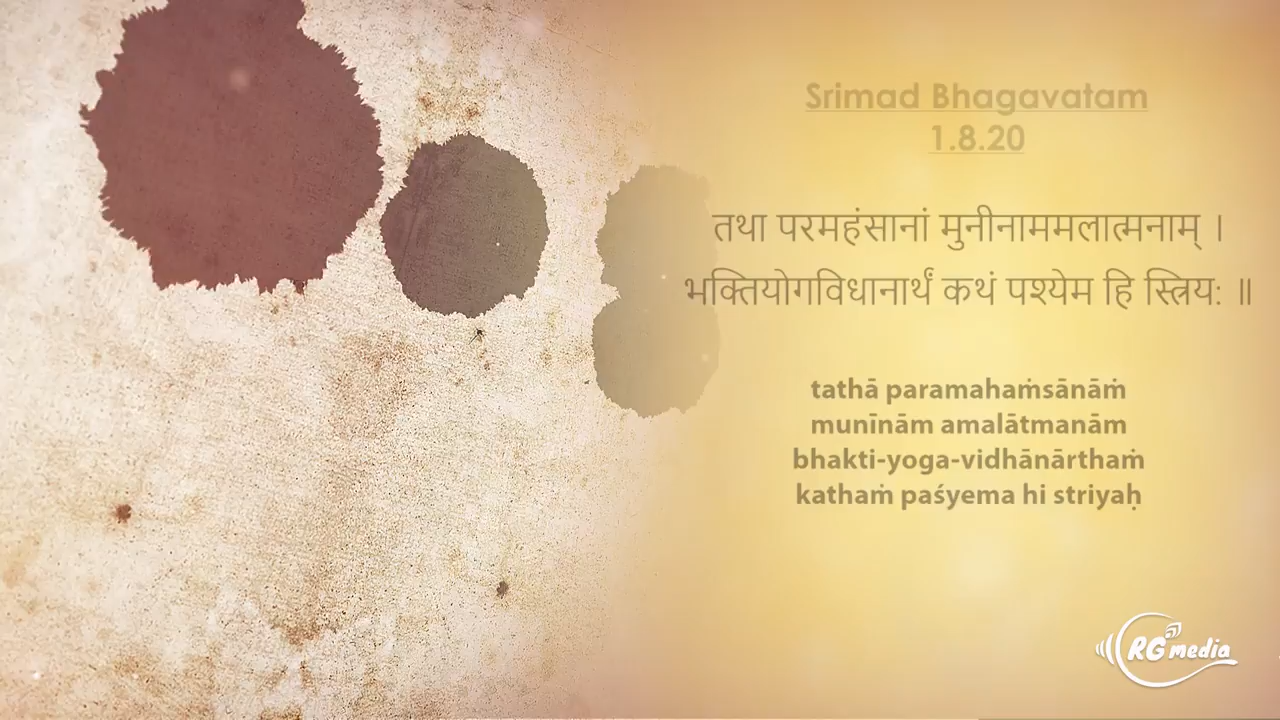 Srimad Bhagavatam
1.8.20
तथा परमहंसानां मुनीनाममलात्मनाम् ।
भक्तियोगविधानार्थं कथं पश्येम हि स्त्रिय: ॥
tathā paramahaṁsānāṁ
munīnām amalātmanām
bhakti-yoga-vidhānārthaṁ
kathaṁ paśyema hi striyaḥ
RG media